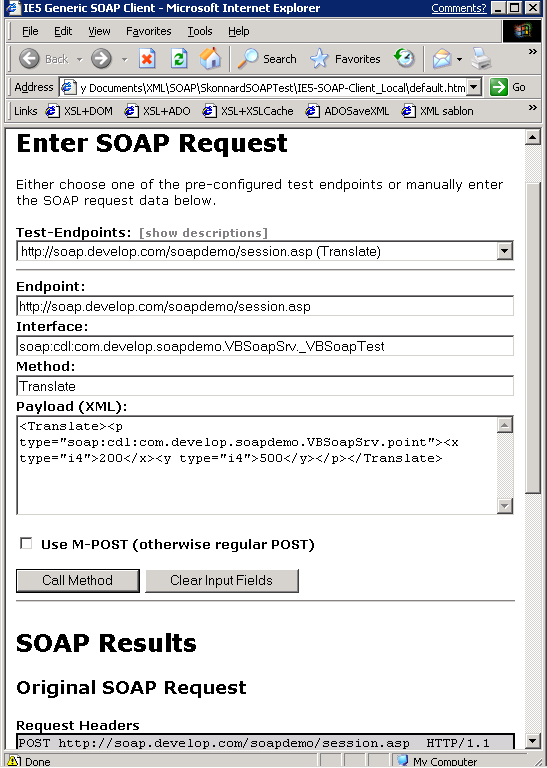 IE5 Generic SOAP Client - Microsoft Internet Explorer Comments?
File Edit View Favorites Tools Help
Back Search Favorites
Address y Documents\XML\SOAP\SkonnardSOAPTest\IE5-SOAP-Client_Local\default.htm Go
Links XSL+DOM XSL+ADO XSL+XSLCache ADOSaveXML XML sablon
Enter SOAP Request
Either choose one of the pre-configured test endpoints or manually enter
the SOAP request data below.
Test-Endpoints: [show descriptions]
http://soap.develop.com/soapdemo/session.asp (Translate)
Endpoint:
http://soap.develop.com/soapdemo/session.asp
Interface:
soap:cdl:com.develop.soapdemo.VBSoapSrv._VBSoapTest
Method:
Translate
Payload (XML):
<Translate><p
type="soap:cdl:com.develop.soapdemo.VBSoapSrv.point"><x
type="i4">200</x><y type="i4">500</y></p></Translate>
Use M-POST (otherwise regular POST)
Call Method Clear Input Fields
SOAP Results
Original SOAP Request
Request Headers
POST http://soap.develop.com/soapdemo/session.asp HTTP/1.1
Done My Computer